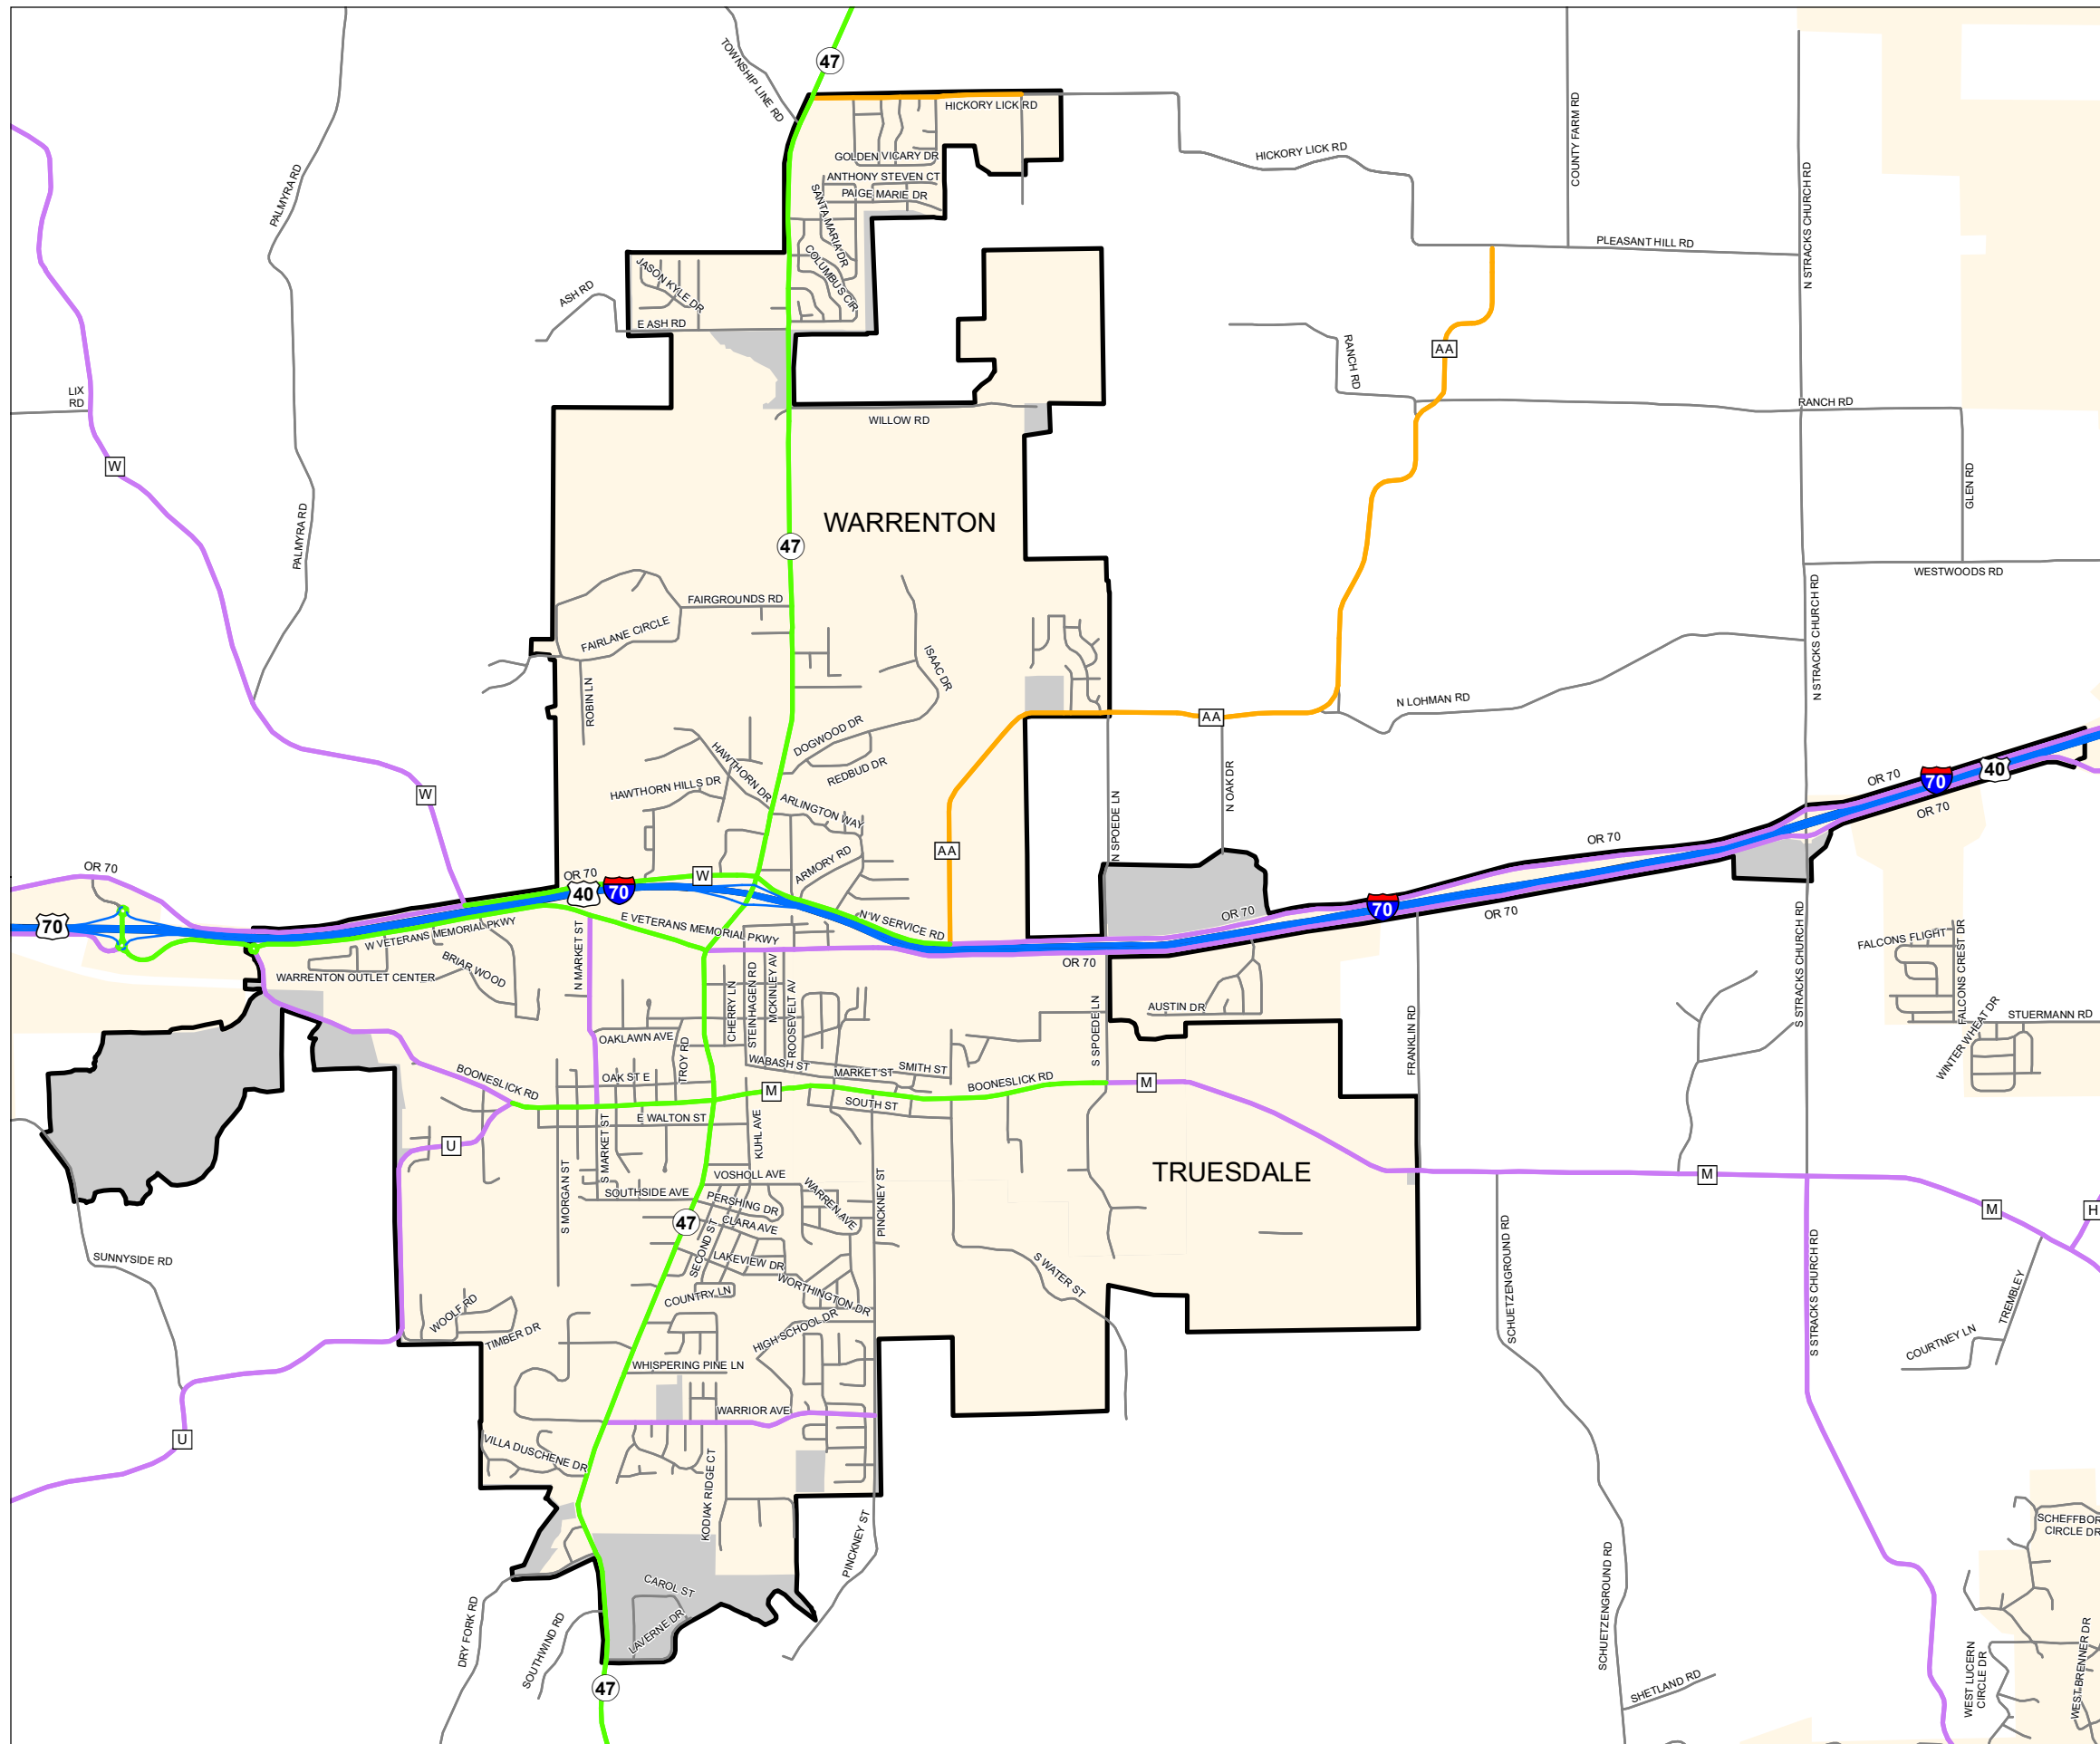 47
TOWNSHIP LINE RD
HICKORY LICK RD
COUNTY FARM RD
HICKORY LICK RD
GOLDEN VICARY DR
ANTHONY STEVEN CT
PAIGE MARIE DR
PALMYRA RD
SANTA MARIA DR
N STRACKS CHURCH RD
PLEASANT HILL RD
COLUMBUS CIR
JASON KYLE DR
ASH RD
E ASH RD
AA
RANCH RD
LIX
RD
RANCH RD
WILLOW RD
W
GLEN RD
WARRENTON
PALMYRA RD
47
WESTWOODS RD
FAIRGROUNDS RD
N STRACKS CHURCH RD
FAIRLANE CIRCLE
ISAAC DR
ROBIN LN
N LOHMAN RD
AA
DOGWOOD DR
HAWTHORN DR
REDBUD DR
OR 70
70
40
HAWTHORN HILLS DR
N OAK DR
W
ARLINGTON WAY
N SPOEDE LN
OR 70
OR 70
AA
ARMORY RD
OR 70
OR 70
W
40
70
70
OR 70
OR 70
70
N W SERVICE RD
E VETERANS MEMORIAL PKWY
W VETERANS MEMORIAL PKWY
N MARKET ST
FALCONS FLIGHT
FALCONS CREST DR
OR 70
BRIAR WOOD
WARRENTON OUTLET CENTER
S STRACKS CHURCH RD
CHERRY LN
STEINHAGEN RD
MCKINLEY AV
ROOSEVELT AV
AUSTIN DR
STUERMANN RD
S SPOEDE LN
FRANKLIN RD
WINTER WHEAT DR
OAKLAWN AVE
TROY RD
WABASH ST
SMITH ST
MARKET ST
BOONESLICK RD
OAK ST E
BOONESLICK RD
M
M
SOUTH ST
E WALTON ST
KUHL AVE
S MARKET ST
U
TRUESDALE
M
VOSHOLL AVE
SOUTHSIDE AVE
PERSHING DR
WARREN AVE
PINCKNEY ST
S MORGAN ST
M
H
47
CLARA AVE
SECOND ST
LAKEVIEW DR
SUNNYSIDE RD
S WATER ST
SCHUETZENGROUND RD
S STRACKS CHURCH RD
COUNTRY LN
WORTHINGTON DR
TREMBLEY
WOOLF RD
HIGH SCHOOL DR
TIMBER DR
COURTNEY LN
WHISPERING PINE LN
WARRIOR AVE
U
VILLA DUSCHENE DR
KODIAK RIDGE CT
SCHEFFBOR
CIRCLE DR
PINCKNEY ST
CAROL ST
LAVERNE DR
DRY FORK RD
SOUTHWIND RD
SCHUETZENGROUND RD
WEST LUCERN
CIRCLE DR
WEST BRENNER DR
47
SHETLAND RD